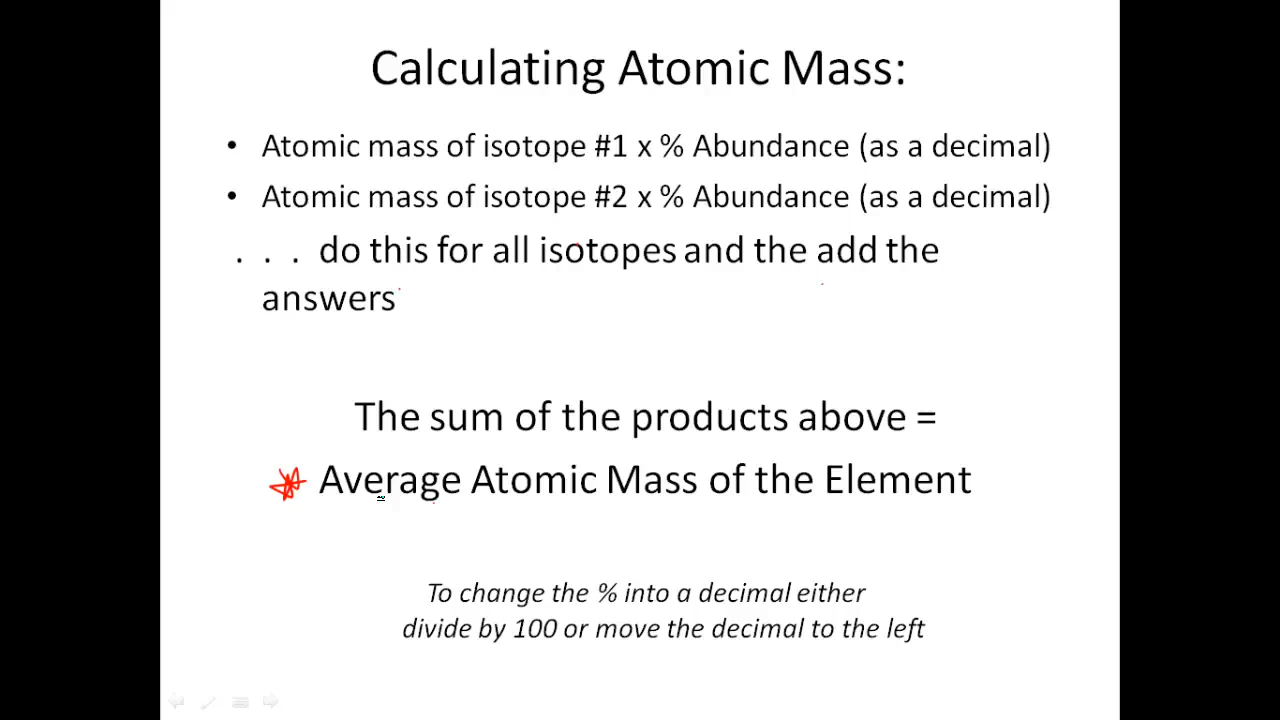 Calculating Atomic Mass:
• Atomic mass of isotope #1 x % Abundance (as a decimal)
• Atomic mass of isotope #2 x % Abundance (as a decimal)
. . . do this for all isotopes and the add the
answers
The sum of the products above =
Average Atomic Mass of the Element
To change the % into a decimal either
divide by 100 or move the decimal to the left